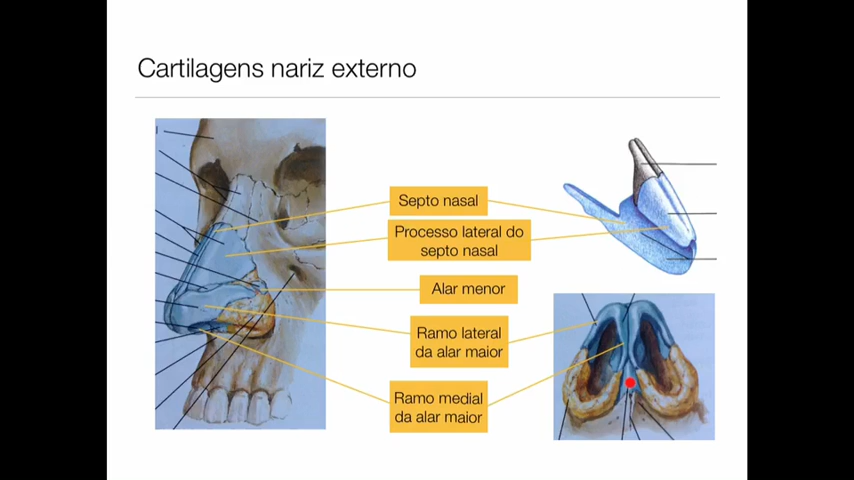 Cartilagens nariz externo
Septo nasal
Processo lateral do
septo nasal
Alar menor
Ramo lateral
da alar maior
Ramo medial
da alar maior